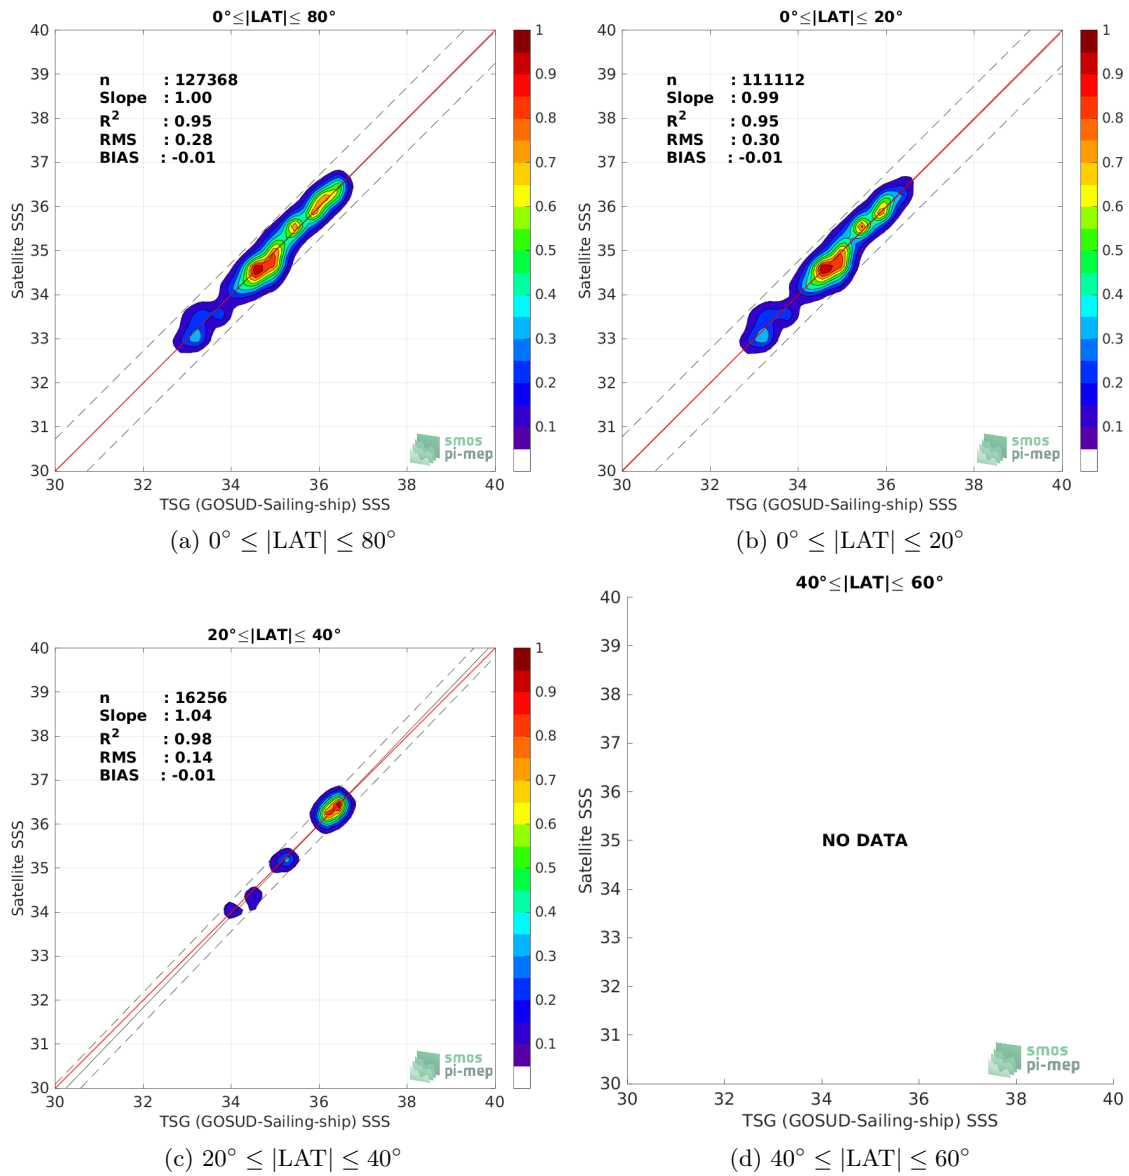 0°≤|LAT|≤ 80°
n : 127368
Slope : 1.00
R² : 0.95
RMS : 0.28
BIAS : -0.01
40
39
38
37
36
35
34
33
32
31
30
Satellite SSS
30 32 34 36 38 40
TSG (GOSUD-Sailing-ship) SSS
1
0.9
0.8
0.7
0.6
0.5
0.4
0.3
0.2
0.1
smos
pi-mep
(a) 0° ≤ |LAT| ≤ 80°
0°≤|LAT|≤ 20°
n : 111112
Slope : 0.99
R² : 0.95
RMS : 0.30
BIAS : -0.01
40
39
38
37
36
35
34
33
32
31
30
Satellite SSS
30 32 34 36 38 40
TSG (GOSUD-Sailing-ship) SSS
1
0.9
0.8
0.7
0.6
0.5
0.4
0.3
0.2
0.1
smos
pi-mep
(b) 0° ≤ |LAT| ≤ 20°
20°≤|LAT|≤ 40°
n : 16256
Slope : 1.04
R² : 0.98
RMS : 0.14
BIAS : -0.01
40
39
38
37
36
35
34
33
32
31
30
Satellite SSS
30 32 34 36 38 40
TSG (GOSUD-Sailing-ship) SSS
1
0.9
0.8
0.7
0.6
0.5
0.4
0.3
0.2
0.1
smos
pi-mep
(c) 20° ≤ |LAT| ≤ 40°
40°≤|LAT|≤ 60°
40
39
38
37
36
35
34
33
32
31
30
Satellite SSS
NO DATA
30 32 34 36 38 40
TSG (GOSUD-Sailing-ship) SSS
smos
pi-mep
(d) 40° ≤ |LAT| ≤ 60°